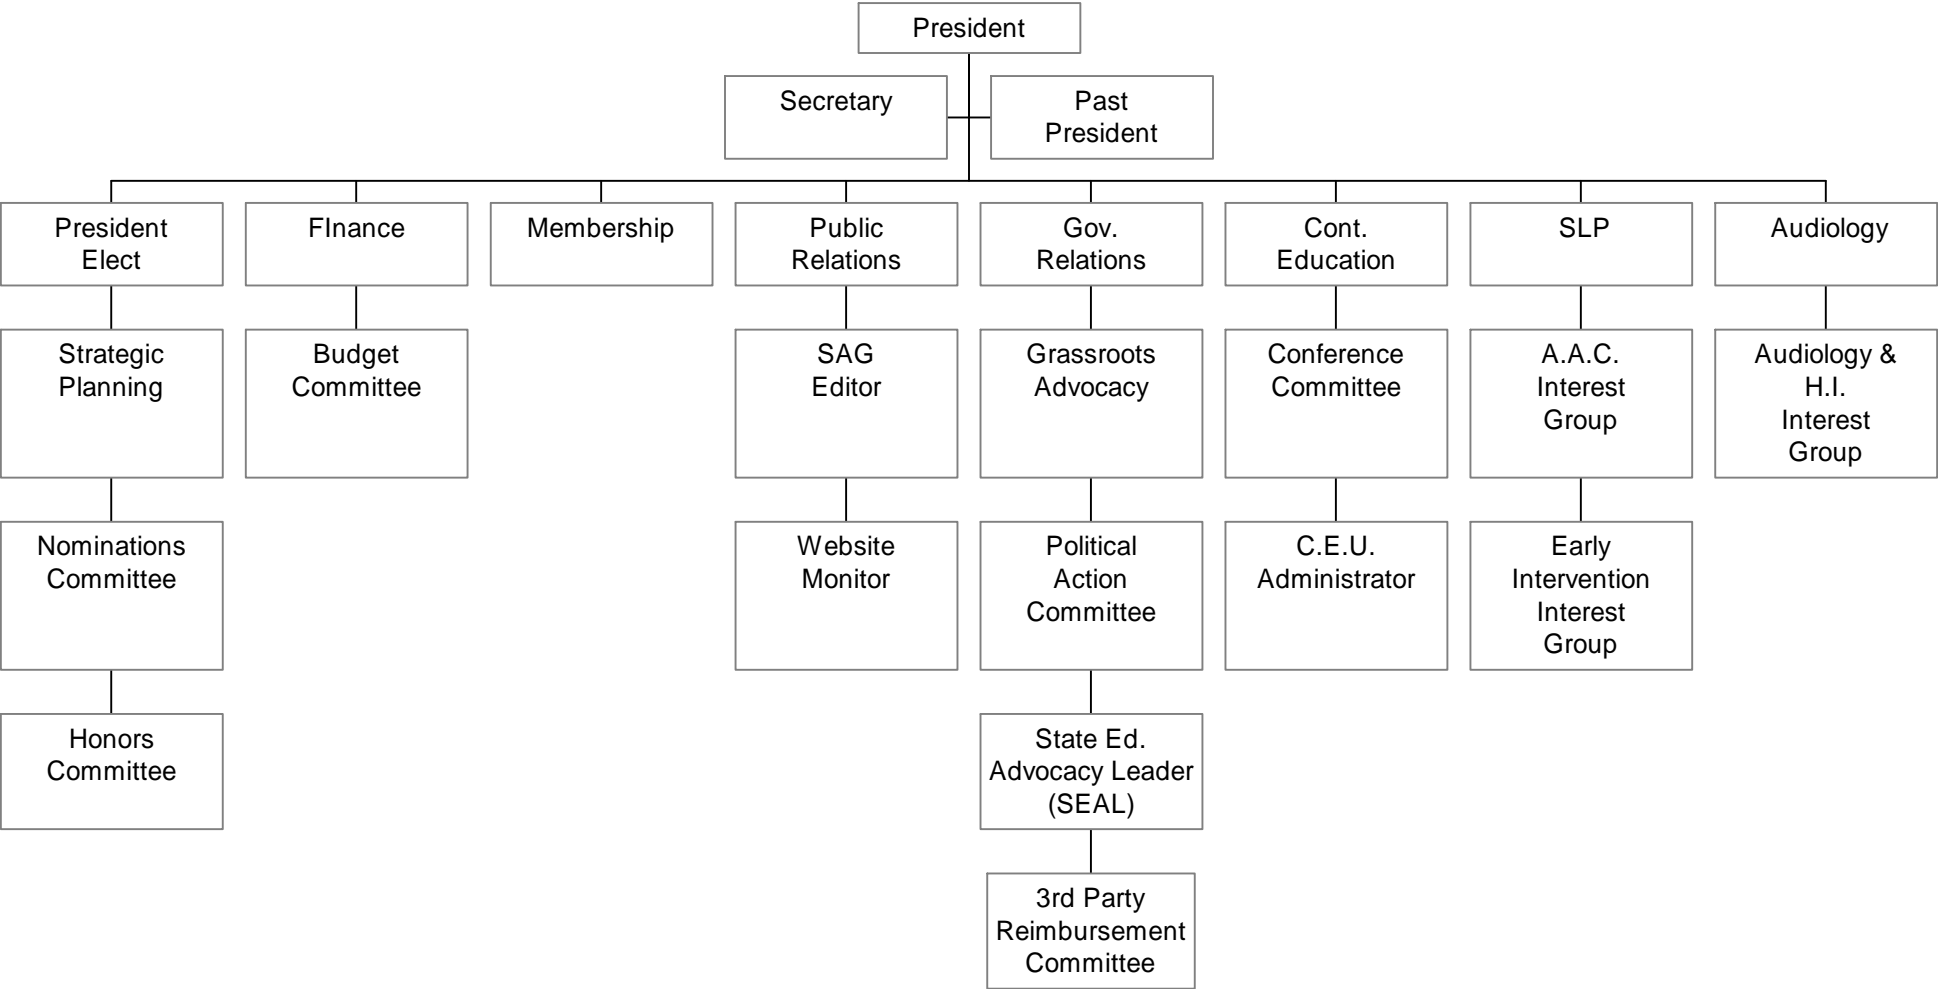 President
Secretary
Past
President
President
Elect
FInance
Membership
Public
Relations
Gov.
Relations
Cont.
Education
SLP
Audiology
Strategic
Planning
Budget
Committee
SAG
Editor
Grassroots
Advocacy
Conference
Committee
A.A.C.
Interest
Group
Audiology &
H.I.
Interest
Group
Nominations
Committee
Website
Monitor
Political
Action
Committee
C.E.U.
Administrator
Early
Intervention
Interest
Group
Honors
Committee
State Ed.
Advocacy Leader
(SEAL)
3rd Party
Reimbursement
Committee